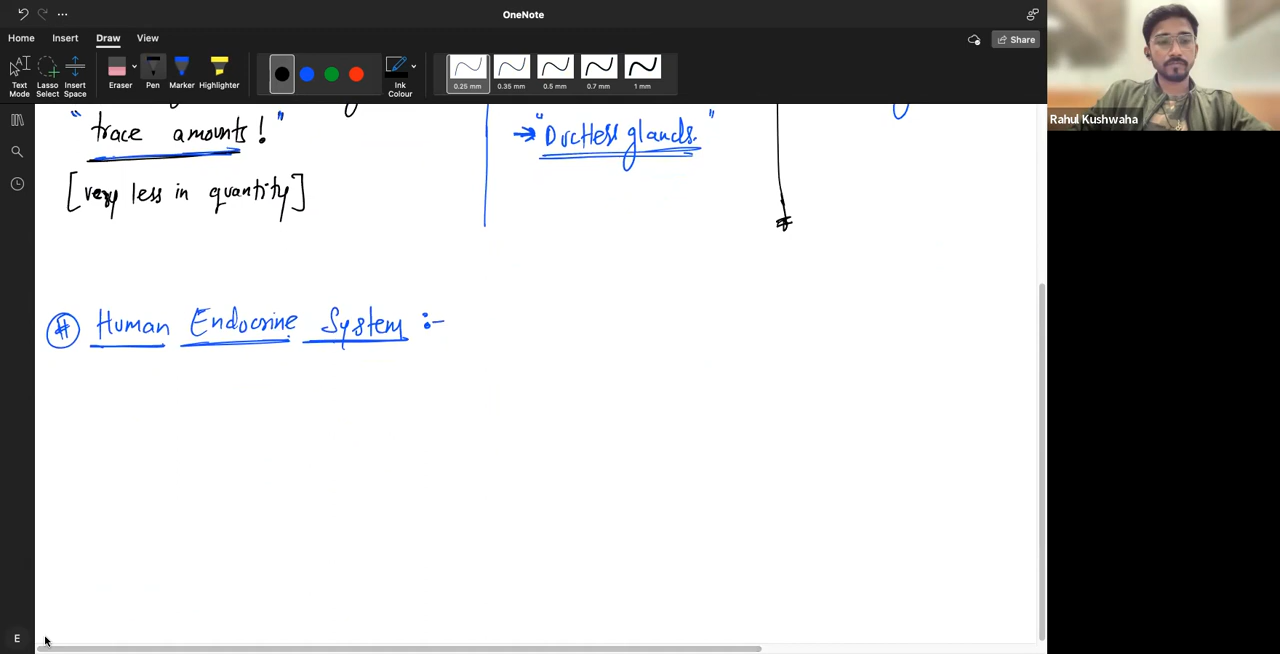 OneNote
Home Insert Draw View
Share
Text Mode
Lasso Select
Insert Space
Eraser
Pen
Marker
Highlighter
Ink Colour
0.25 mm
0.35 mm
0.5 mm
0.7 mm
1 mm
Rahul Kushwaha
"trace amounts!"
[very less in quantity]
→ "Ductless glands."
# Human Endocrine System :-
E